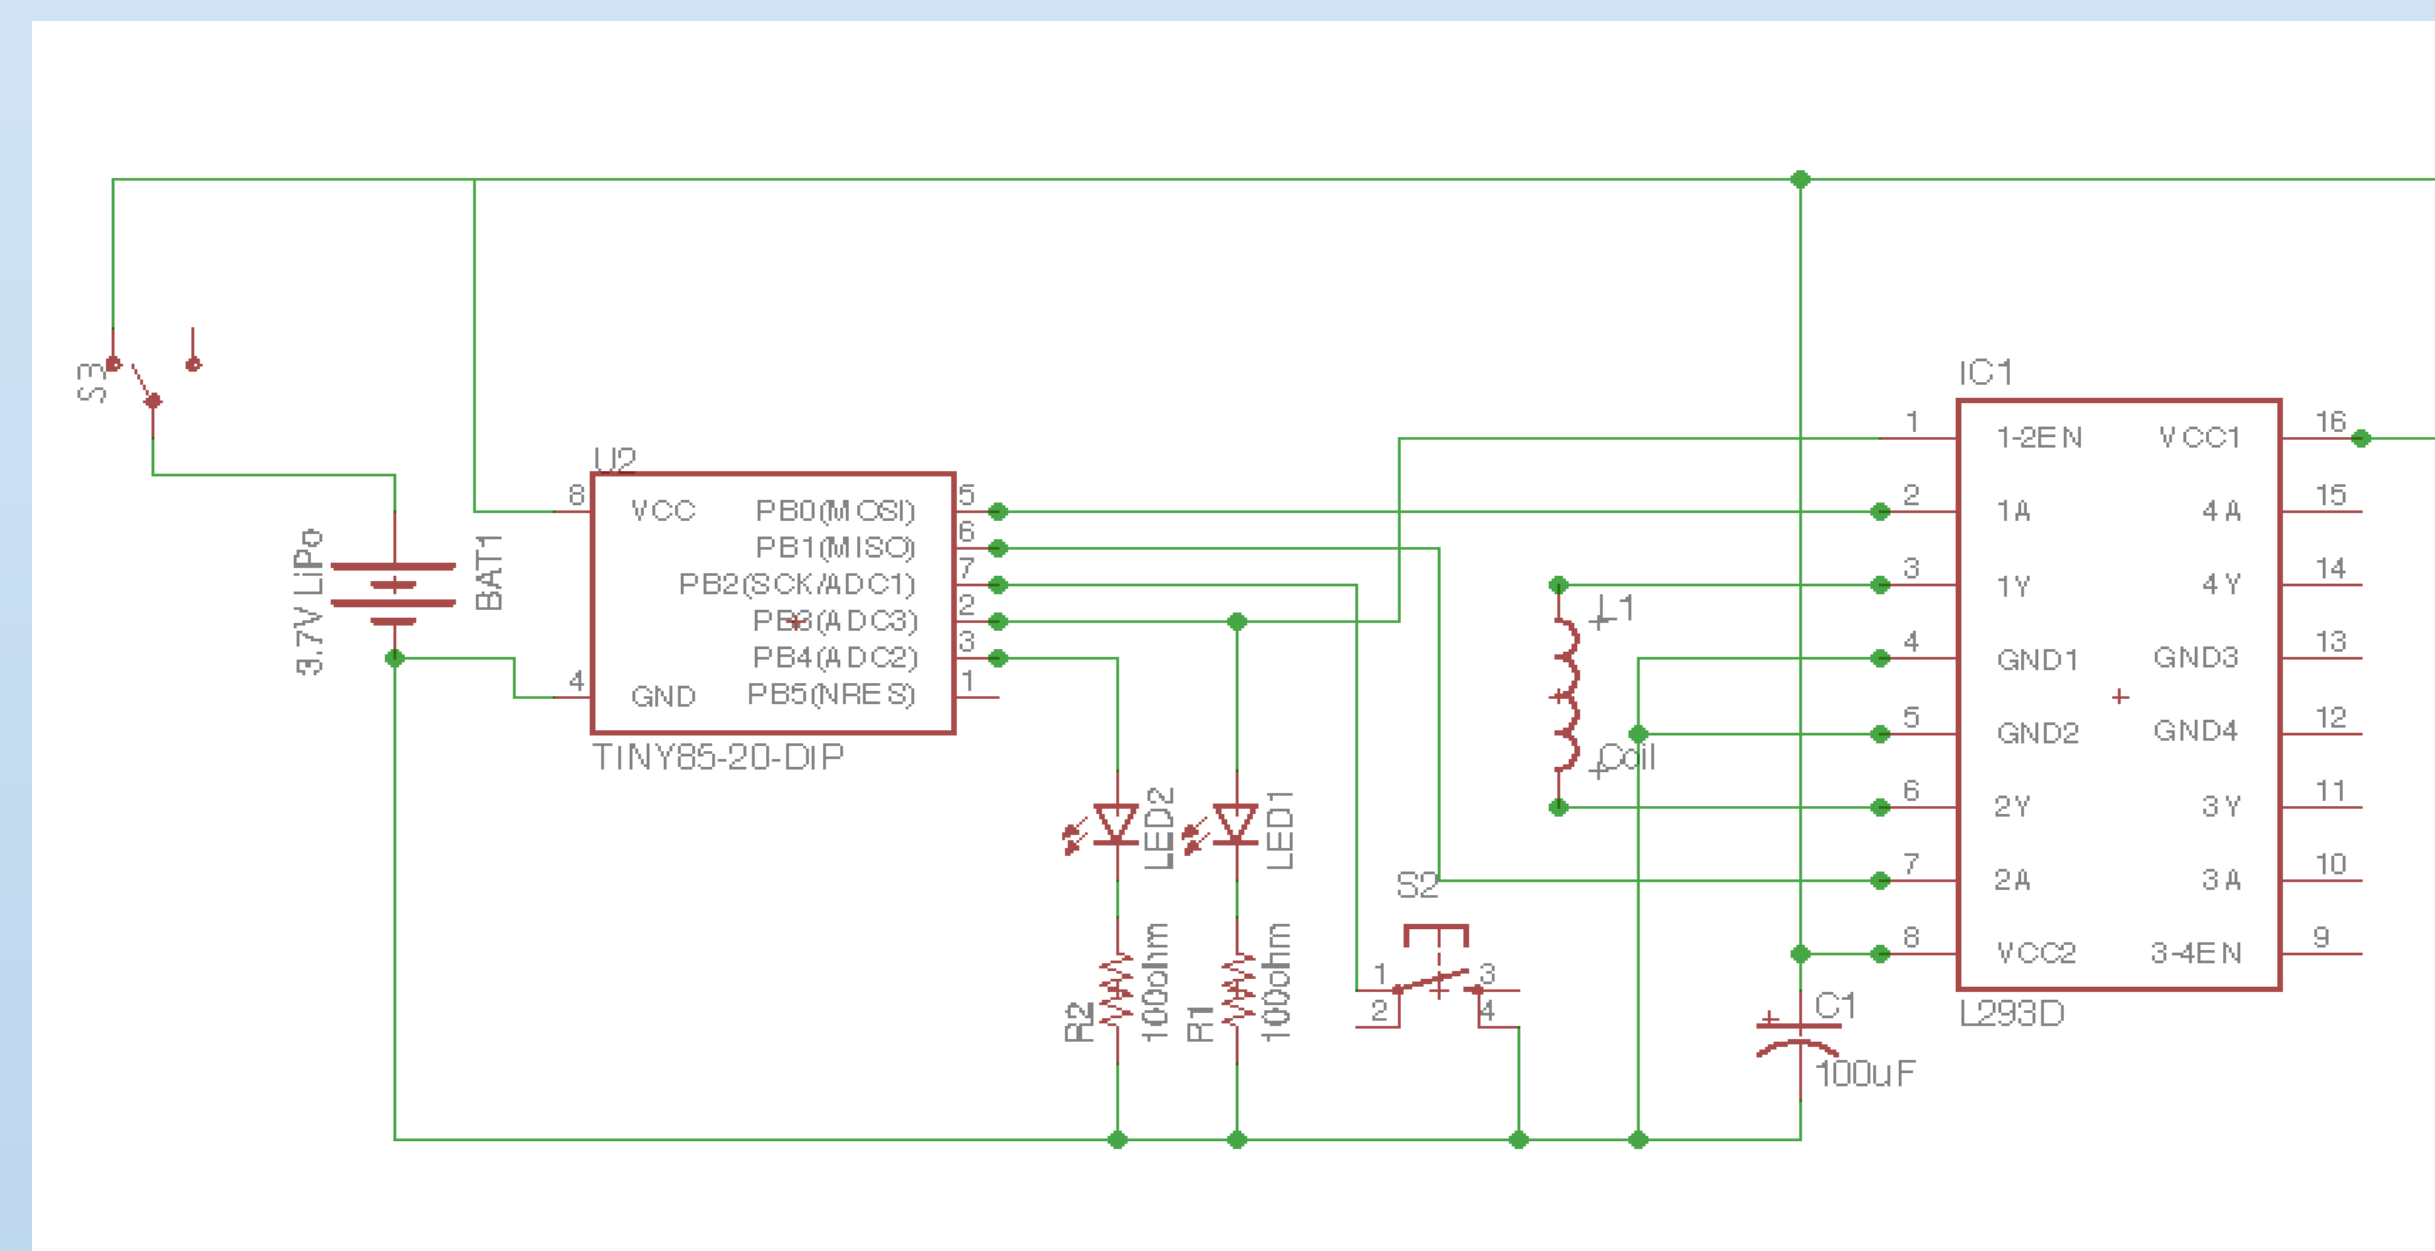 S3
3.7V LiPo
BAT1
U2
8
VCC
4
GND
PB0(MOSI)
5
PB1(MISO)
6
PB2(SCK/ADC1)
7
PB3(ADC3)
2
PB4(ADC2)
3
PB5(NRES)
1
TINY85-20-DIP
LED2
LED1
R2
100ohm
R1
100ohm
S2
1
2
3
4
L1
Coil
C1
+
100uF
IC1
1
1-2EN
VCC1
16
2
1A
4A
15
3
1Y
4Y
14
4
GND1
GND3
13
5
GND2
GND4
12
6
2Y
3Y
11
7
2A
3A
10
8
VCC2
3-4EN
9
L293D